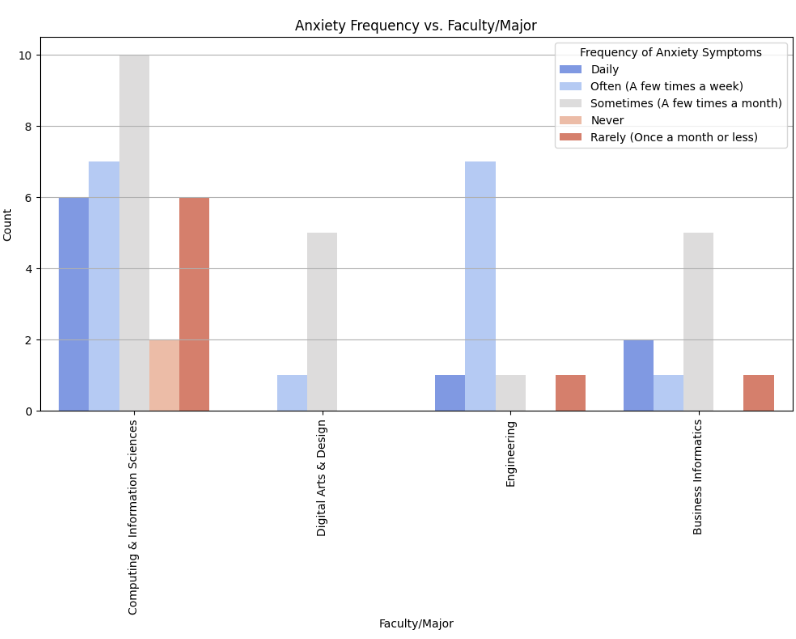 Anxiety Frequency vs. Faculty/Major
Frequency of Anxiety Symptoms
Daily
Often (A few times a week)
Sometimes (A few times a month)
Never
Rarely (Once a month or less)
Count
10
8
6
4
2
0
Computing & Information Sciences
Digital Arts & Design
Engineering
Business Informatics
Faculty/Major